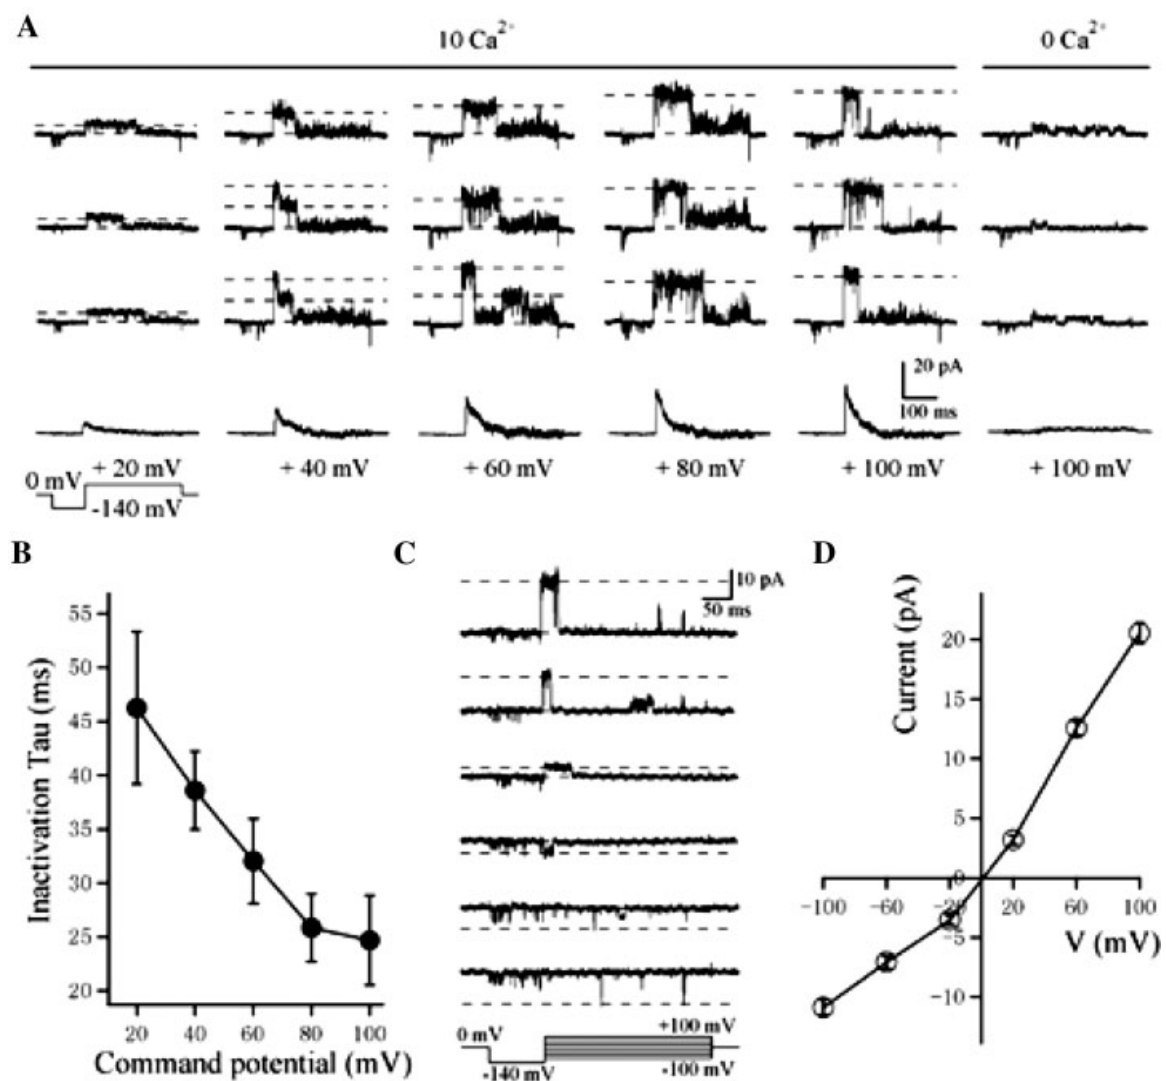 A
10 Ca²⁺
0 Ca²⁺
20 pA
100 ms
+ 20 mV
+ 40 mV
+ 60 mV
+ 80 mV
+ 100 mV
+ 100 mV
0 mV
-140 mV
B
Inactivation Tau (ms)
55
50
45
40
35
30
25
20
20
40
60
80
100
Command potential (mV)
C
10 pA
50 ms
0 mV
+100 mV
-140 mV
-100 mV
D
Current (pA)
20
15
10
5
0
-5
-10
-100
-60
-20
20
60
100
V (mV)